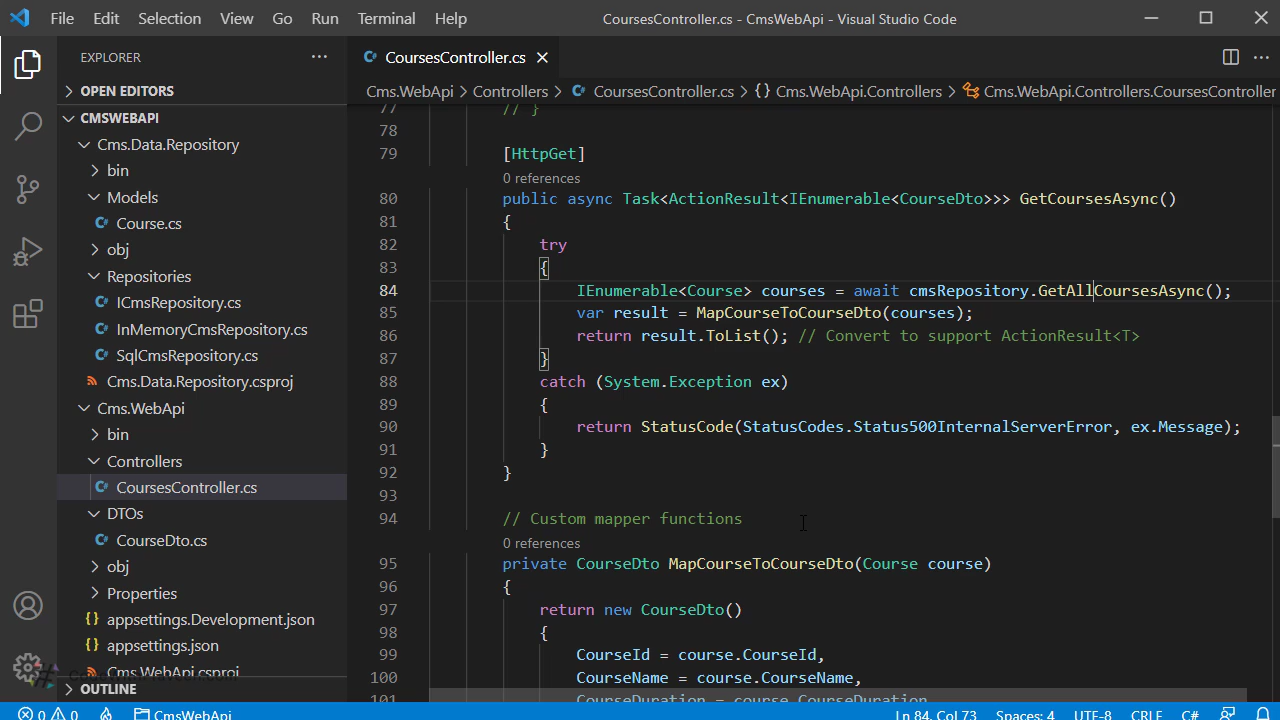 File Edit Selection View Go Run Terminal Help
CoursesController.cs - CmsWebApi - Visual Studio Code
EXPLORER
OPEN EDITORS
CMSWEBAPI
Cms.Data.Repository
bin
Models
Course.cs
obj
Repositories
ICmsRepository.cs
InMemoryCmsRepository.cs
SqlCmsRepository.cs
Cms.Data.Repository.csproj
Cms.WebApi
bin
Controllers
CoursesController.cs
DTOs
CourseDto.cs
obj
Properties
appsettings.Development.json
appsettings.json
Cms.WebApi.csproj
OUTLINE
CoursesController.cs
Cms.WebApi > Controllers > CoursesController.cs > {} Cms.WebApi.Controllers > Cms.WebApi.Controllers.CoursesController
77 // }
78
79 [HttpGet]
0 references
80 public async Task<ActionResult<IEnumerable<CourseDto>>> GetCoursesAsync()
81 {
82 try
83 {
84 IEnumerable<Course> courses = await cmsRepository.GetAllCoursesAsync();
85 var result = MapCourseToCourseDto(courses);
86 return result.ToList(); // Convert to support ActionResult<T>
87 }
88 catch (System.Exception ex)
89 {
90 return StatusCode(StatusCodes.Status500InternalServerError, ex.Message);
91 }
92 }
93
94 // Custom mapper functions
0 references
95 private CourseDto MapCourseToCourseDto(Course course)
96 {
97 return new CourseDto()
98 {
99 CourseId = course.CourseId,
100 CourseName = course.CourseName,
101 CourseDuration = course.CourseDuration
0 0 CmsWebApi Ln 84, Col 73 Spaces: 4 UTF-8 CRLF C#